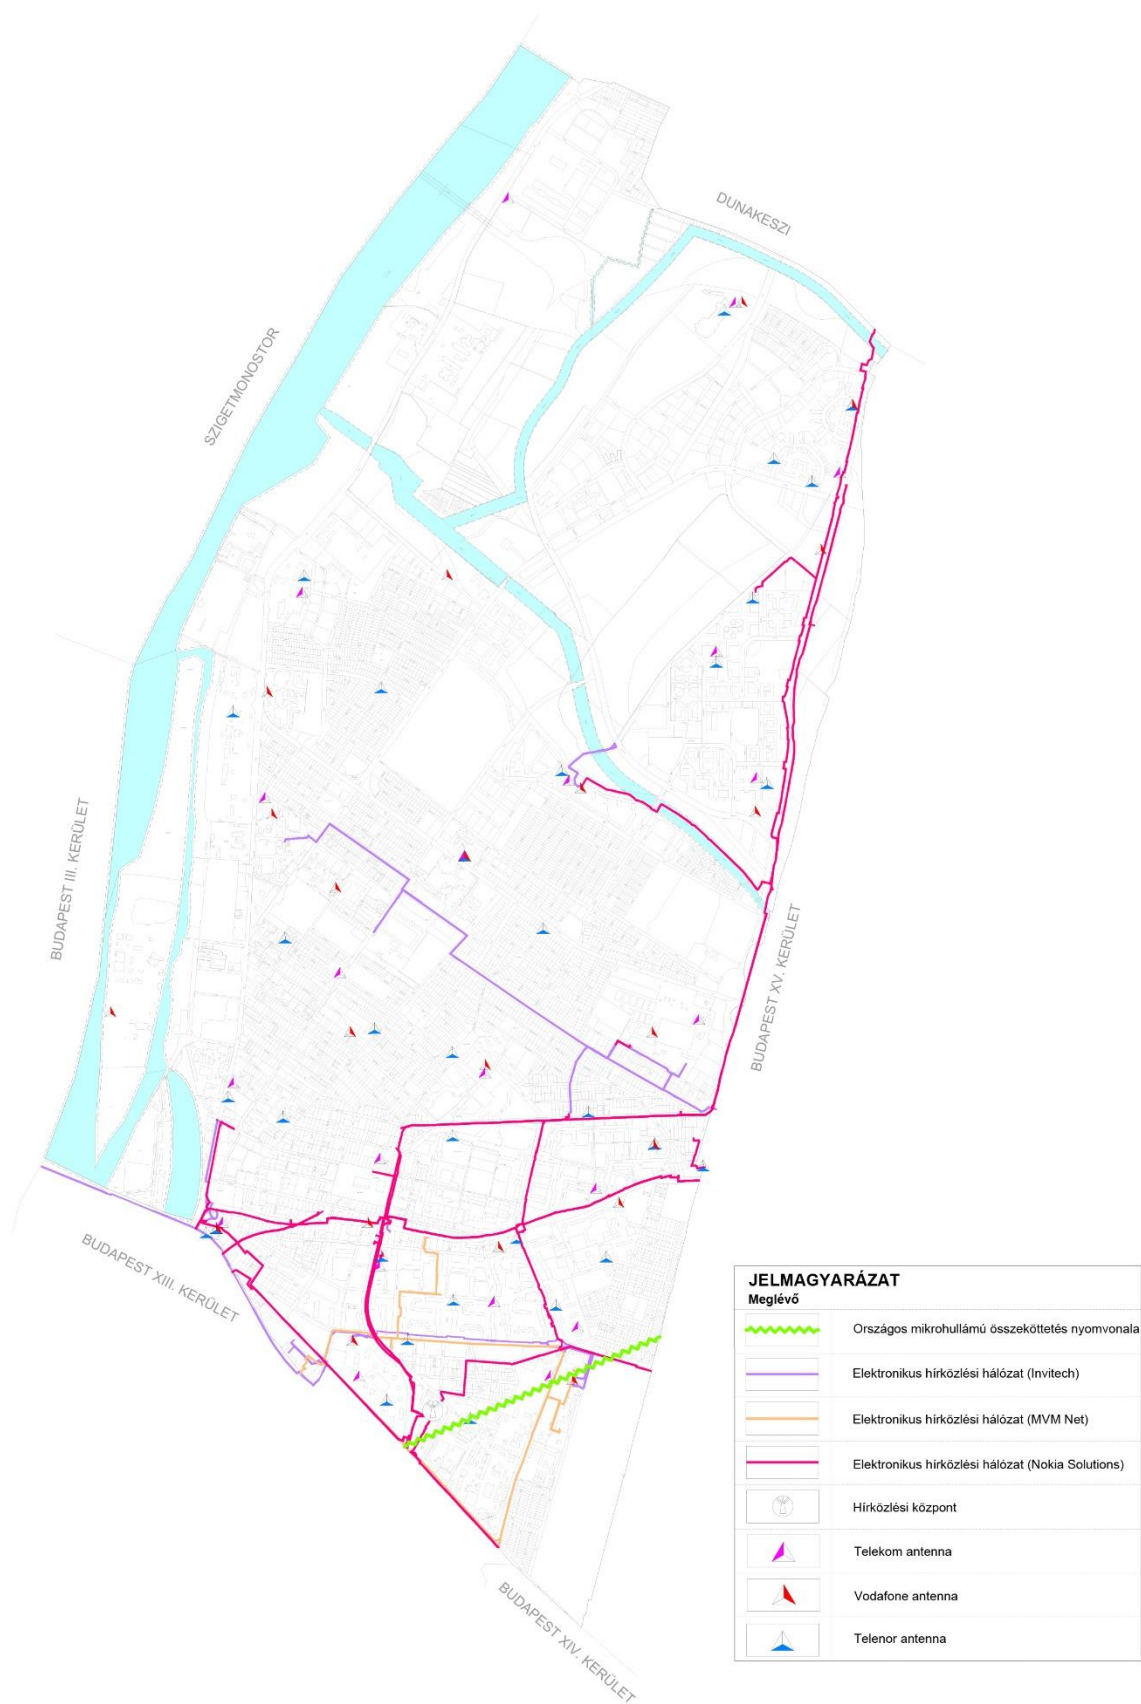 DUNAKESZI
SZIGETMONOSTOR
BUDAPEST III. KERÜLET
BUDAPEST XV. KERÜLET
BUDAPEST XIII. KERÜLET
BUDAPEST XIV. KERÜLET
JELMAGYARÁZAT
Meglévő
Országos mikrohullámú összeköttetés nyomvonala
Elektronikus hírközlési hálózat (Invitech)
Elektronikus hírközlési hálózat (MVM Net)
Elektronikus hírközlési hálózat (Nokia Solutions)
Hírközlési központ
Telekom antenna
Vodafone antenna
Telenor antenna